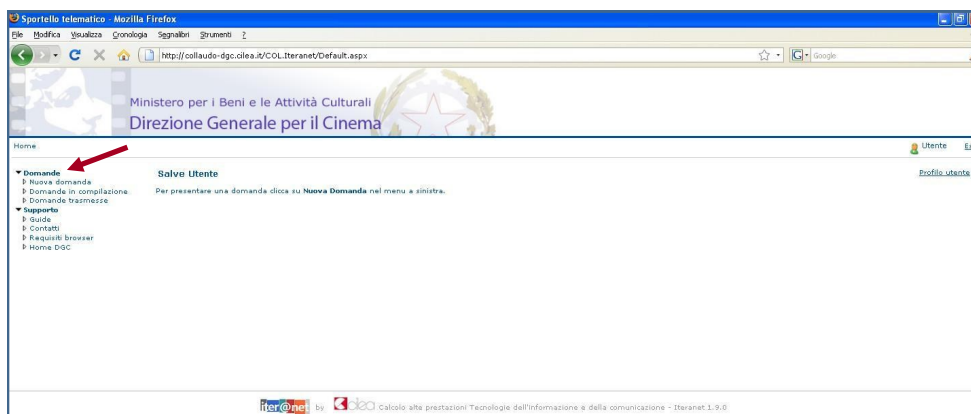 Sportello telematico - Mozilla Firefox
File Modifica Visualizza Cronologia Segnalibri Strumenti ?
http://collaudo-dgc.cilea.it/COL.Iteranet/Default.aspx
Google
Ministero per i Beni e le Attività Culturali
Direzione Generale per il Cinema
Home
Utente
Domande
Nuova domanda
Domande in compilazione
Domande trasmesse
Supporto
Guide
Contatti
Requisiti browser
Home DGC
Salve Utente
Profilo utente
Per presentare una domanda clicca su Nuova Domanda nel menu a sinistra.
iter@net by cilea Calcolo alte prestazioni Tecnologie dell'informazione e della comunicazione - Iteranet 1.9.0